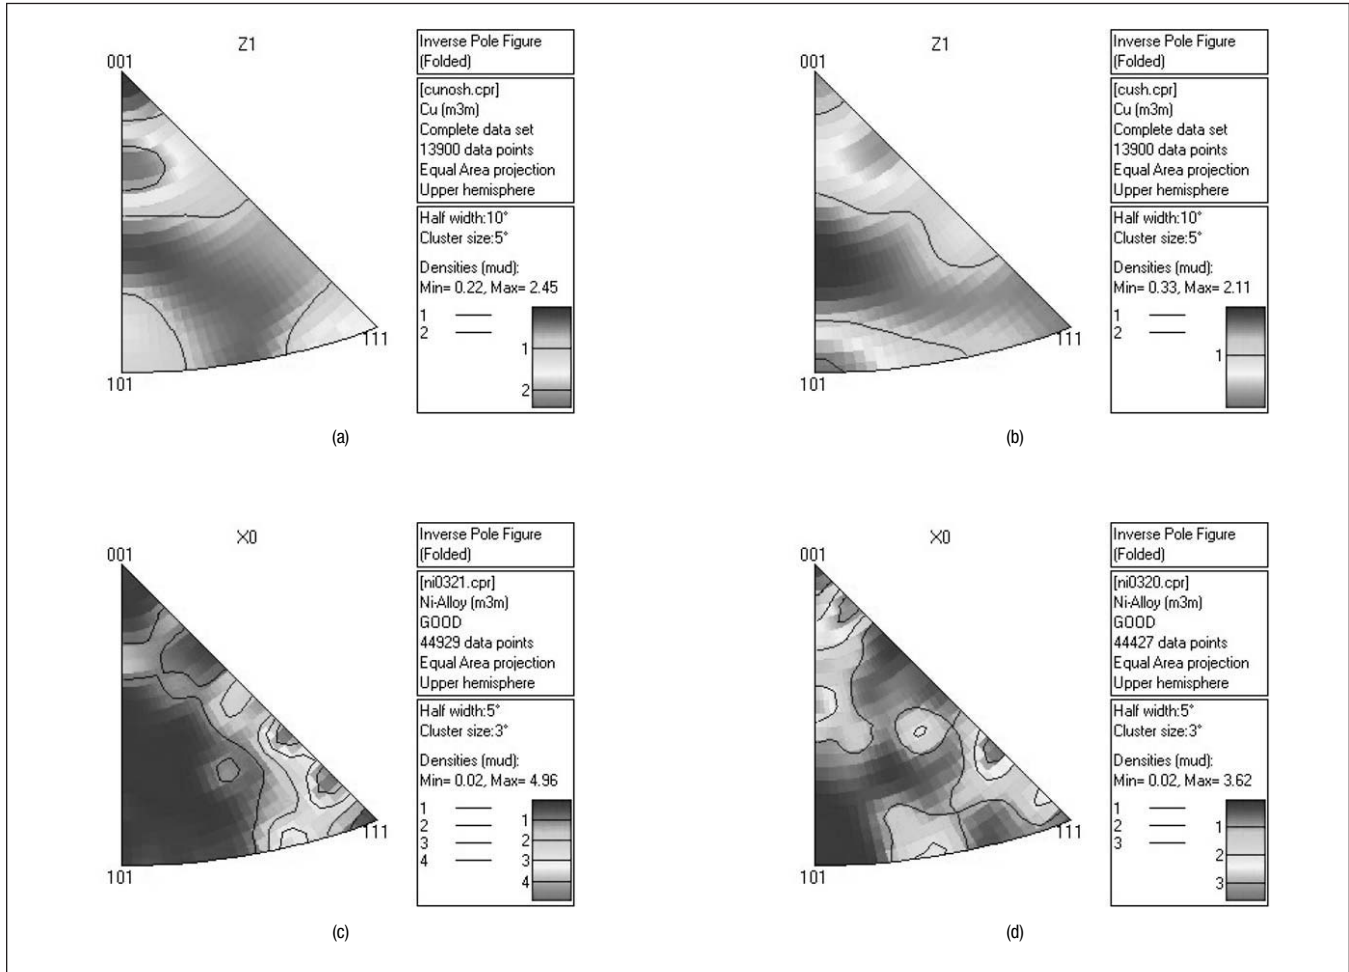 Z1
001
101
111
Inverse Pole Figure
(Folded)
[cunosh.cpr]
Cu (m3m)
Complete data set
13900 data points
Equal Area projection
Upper hemisphere
Half width:10°
Cluster size:5°
Densities (mud):
Min= 0.22, Max= 2.45
1
2
1
2
(a)
Z1
001
101
111
Inverse Pole Figure
(Folded)
[cush.cpr]
Cu (m3m)
Complete data set
13900 data points
Equal Area projection
Upper hemisphere
Half width:10°
Cluster size:5°
Densities (mud):
Min= 0.33, Max= 2.11
1
2
1
(b)
X0
001
101
111
Inverse Pole Figure
(Folded)
[ni0321.cpr]
Ni-Alloy (m3m)
GOOD
44929 data points
Equal Area projection
Upper hemisphere
Half width:5°
Cluster size:3°
Densities (mud):
Min= 0.02, Max= 4.96
1
2
3
4
1
2
3
4
(c)
X0
001
101
111
Inverse Pole Figure
(Folded)
[ni0320.cpr]
Ni-Alloy (m3m)
GOOD
44427 data points
Equal Area projection
Upper hemisphere
Half width:5°
Cluster size:3°
Densities (mud):
Min= 0.02, Max= 3.62
1
2
3
1
2
3
(d)